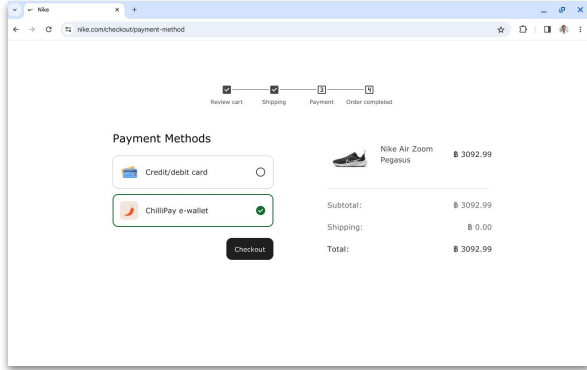 Nike
nike.com/checkout/payment-method
3
4
Review cart
Shipping
Payment
Order completed
Payment Methods
Credit/debit card
ChilliPay e-wallet
Checkout
Nike Air Zoom
Pegasus
฿ 3092.99
Subtotal:
฿ 3092.99
Shipping:
฿ 0.00
Total:
฿ 3092.99